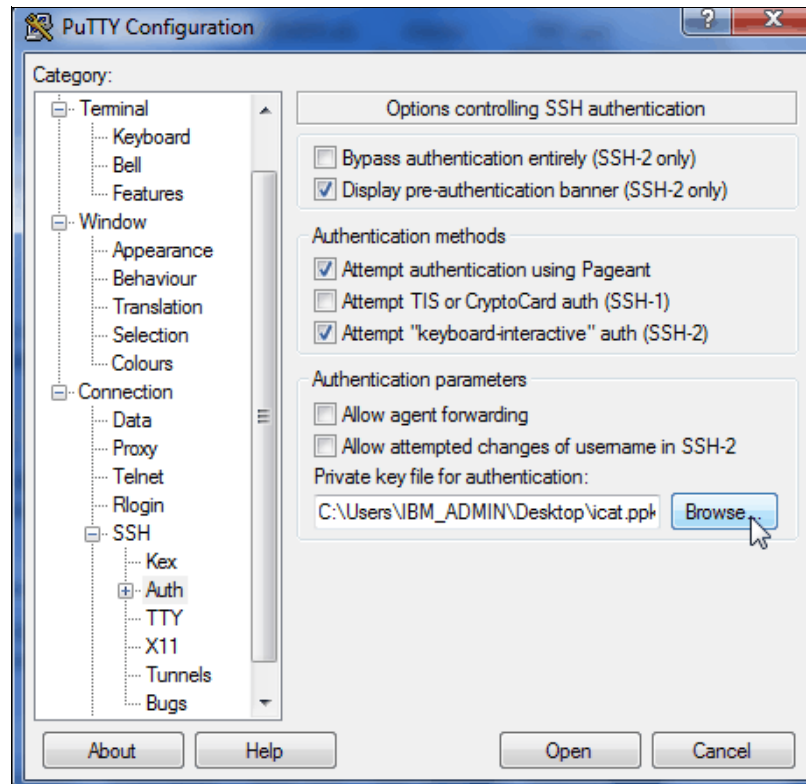 PuTTY Configuration
?
X
Category:
Terminal
Keyboard
Bell
Features
Window
Appearance
Behaviour
Translation
Selection
Colours
Connection
Data
Proxy
Telnet
Rlogin
SSH
Kex
Auth
TTY
X11
Tunnels
Bugs
Options controlling SSH authentication
Bypass authentication entirely (SSH-2 only)
Display pre-authentication banner (SSH-2 only)
Authentication methods
Attempt authentication using Pageant
Attempt TIS or CryptoCard auth (SSH-1)
Attempt "keyboard-interactive" auth (SSH-2)
Authentication parameters
Allow agent forwarding
Allow attempted changes of username in SSH-2
Private key file for authentication:
C:\Users\IBM_ADMIN\Desktop\icat.ppk Browse...
About Help Open Cancel